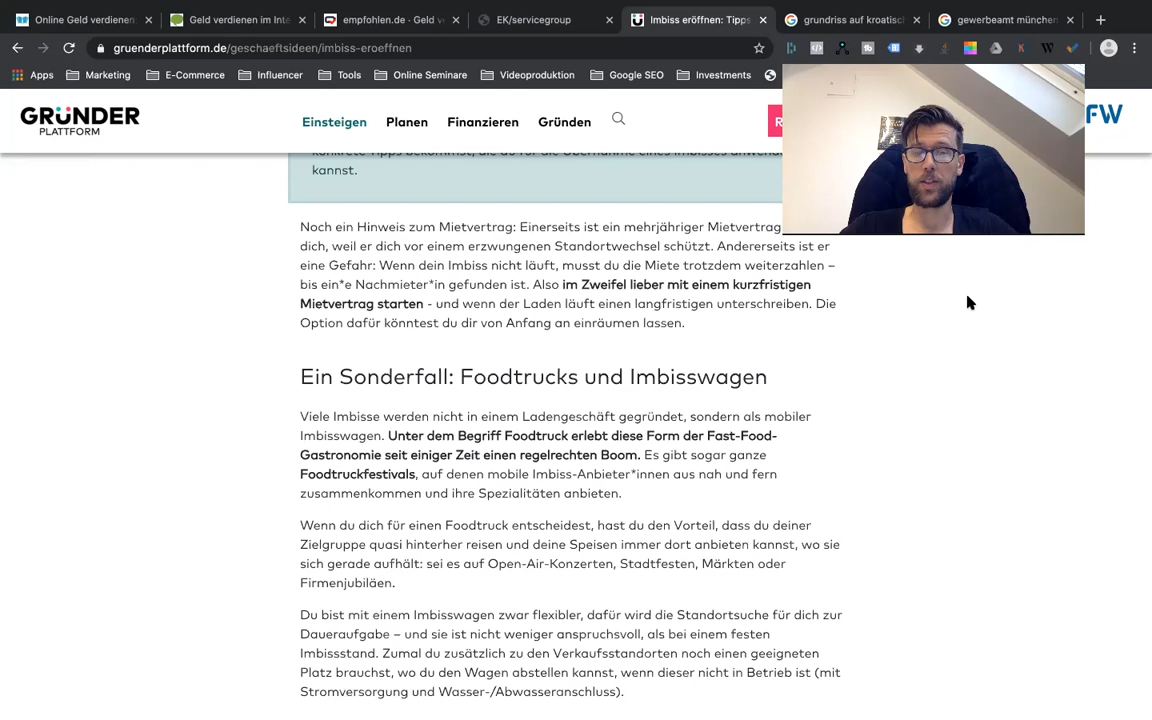 Online Geld verdienen
Geld verdienen im Inte
empfohlen.de - Geld v
EK/servicegroup
Imbiss eröffnen: Tipps
grundriss auf kroatisch
gewerbeamt münchen
gruenderplattform.de/geschaeftsideen/imbiss-eroeffnen
Apps Marketing E-Commerce Influencer Tools Online Seminare Videoproduktion Google SEO Investments
GRÜNDER
PLATTFORM
Einsteigen Planen Finanzieren Gründen
R
FW
kannst.
Noch ein Hinweis zum Mietvertrag: Einerseits ist ein mehrjähriger Mietvertrag
dich, weil er dich vor einem erzwungenen Standortwechsel schützt. Andererseits ist er
eine Gefahr: Wenn dein Imbiss nicht läuft, musst du die Miete trotzdem weiterzahlen –
bis ein*e Nachmieter*in gefunden ist. Also im Zweifel lieber mit einem kurzfristigen
Mietvertrag starten - und wenn der Laden läuft einen langfristigen unterschreiben. Die
Option dafür könntest du dir von Anfang an einräumen lassen.
Ein Sonderfall: Foodtrucks und Imbisswagen
Viele Imbisse werden nicht in einem Ladengeschäft gegründet, sondern als mobiler
Imbisswagen. Unter dem Begriff Foodtruck erlebt diese Form der Fast-Food-
Gastronomie seit einiger Zeit einen regelrechten Boom. Es gibt sogar ganze
Foodtruckfestivals, auf denen mobile Imbiss-Anbieter*innen aus nah und fern
zusammenkommen und ihre Spezialitäten anbieten.
Wenn du dich für einen Foodtruck entscheidest, hast du den Vorteil, dass du deiner
Zielgruppe quasi hinterher reisen und deine Speisen immer dort anbieten kannst, wo sie
sich gerade aufhält: sei es auf Open-Air-Konzerten, Stadtfesten, Märkten oder
Firmenjubiläen.
Du bist mit einem Imbisswagen zwar flexibler, dafür wird die Standortsuche für dich zur
Daueraufgabe – und sie ist nicht weniger anspruchsvoll, als bei einem festen
Imbissstand. Zumal du zusätzlich zu den Verkaufsstandorten noch einen geeigneten
Platz brauchst, wo du den Wagen abstellen kannst, wenn dieser nicht in Betrieb ist (mit
Stromversorgung und Wasser-/Abwasseranschluss).